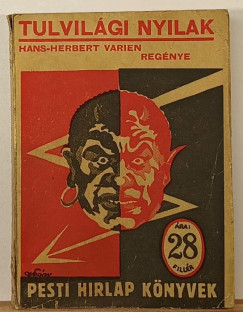 TULVILÁGI NYILAK
HANS-HERBERT VARIEN
REGÉNYE
ÁRA:
28
FILLÉR
PESTI HIRLAP KÖNYVEK